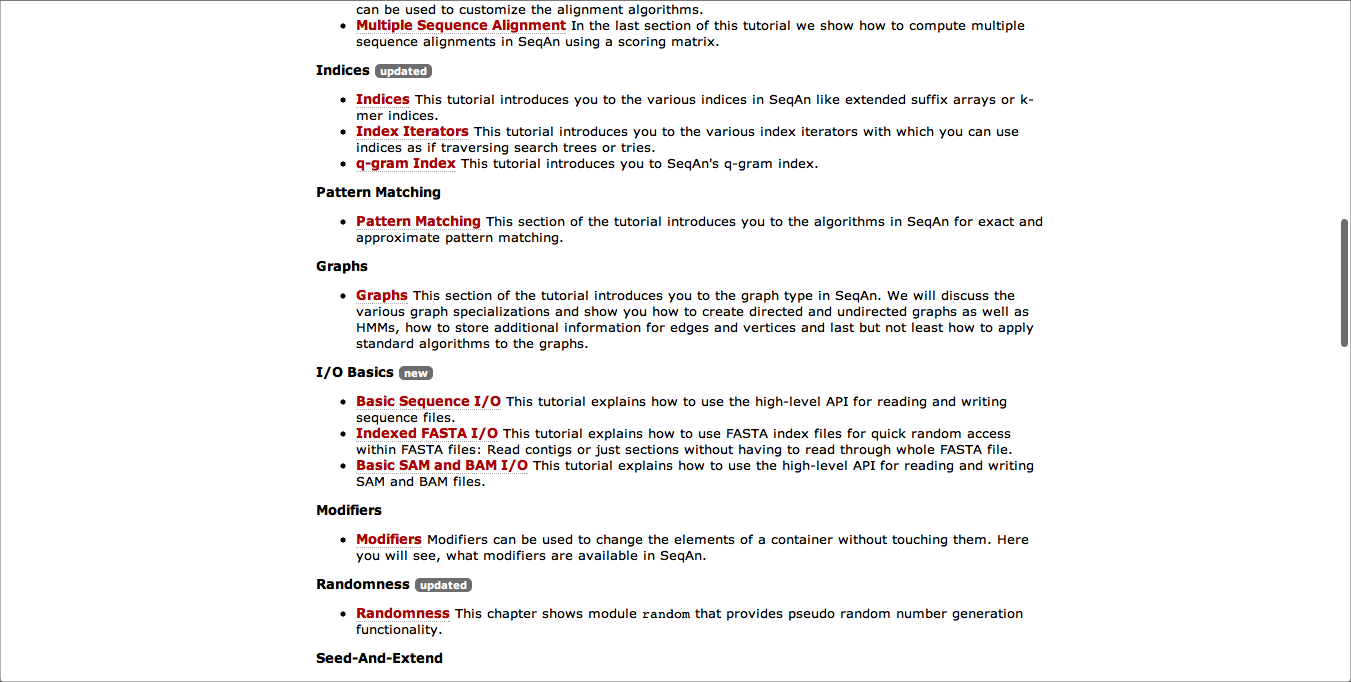 can be used to customize the alignment algorithms.
Multiple Sequence Alignment In the last section of this tutorial we show how to compute multiple
sequence alignments in SeqAn using a scoring matrix.
Indices updated
Indices This tutorial introduces you to the various indices in SeqAn like extended suffix arrays or k-
mer indices.
Index Iterators This tutorial introduces you to the various index iterators with which you can use
indices as if traversing search trees or tries.
q-gram Index This tutorial introduces you to SeqAn's q-gram index.
Pattern Matching
Pattern Matching This section of the tutorial introduces you to the algorithms in SeqAn for exact and
approximate pattern matching.
Graphs
Graphs This section of the tutorial introduces you to the graph type in SeqAn. We will discuss the
various graph specializations and show you how to create directed and undirected graphs as well as
HMMs, how to store additional information for edges and vertices and last but not least how to apply
standard algorithms to the graphs.
I/O Basics new
Basic Sequence I/O This tutorial explains how to use the high-level API for reading and writing
sequence files.
Indexed FASTA I/O This tutorial explains how to use FASTA index files for quick random access
within FASTA files: Read contigs or just sections without having to read through whole FASTA file.
Basic SAM and BAM I/O This tutorial explains how to use the high-level API for reading and writing
SAM and BAM files.
Modifiers
Modifiers Modifiers can be used to change the elements of a container without touching them. Here
you will see, what modifiers are available in SeqAn.
Randomness updated
Randomness This chapter shows module random that provides pseudo random number generation
functionality.
Seed-And-Extend